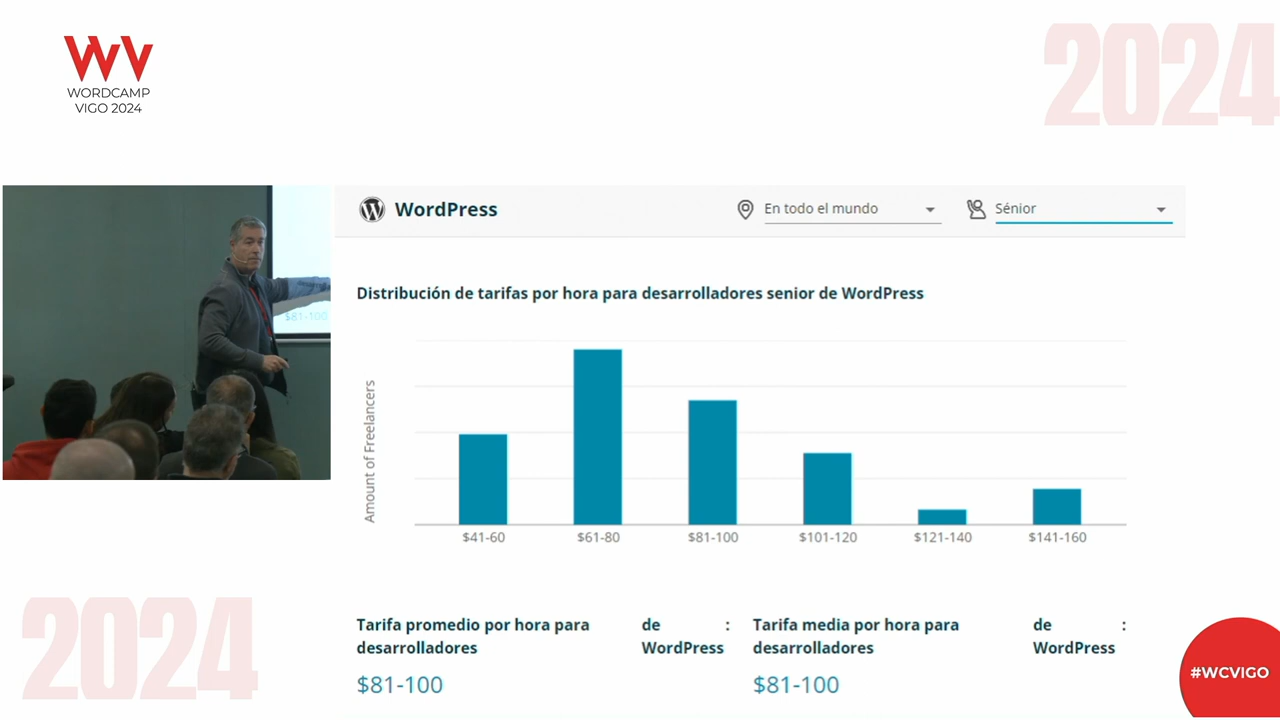 WORDCAMP
VIGO 2024
2024
WordPress
En todo el mundo
Sénior
Distribución de tarifas por hora para desarrolladores senior de WordPress
Amount of Freelancers
$41-60
$61-80
$81-100
$101-120
$121-140
$141-160
$81-100
Tarifa promedio por hora para de :
desarrolladores WordPress
$81-100
Tarifa media por hora para de :
desarrolladores WordPress
$81-100
2024
#WCVIGO